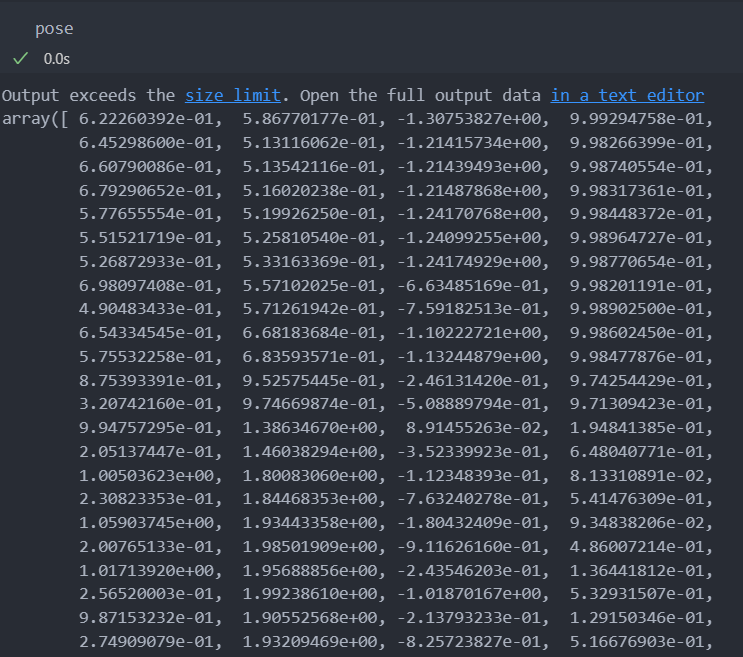 pose
0.0s
Output exceeds the size limit. Open the full output data in a text editor
array([ 6.22260392e-01,  5.86770177e-01, -1.30753827e+00,  9.99294758e-01,
6.45298600e-01,  5.13116062e-01, -1.21415734e+00,  9.98266399e-01,
6.60790086e-01,  5.13542116e-01, -1.21439493e+00,  9.98740554e-01,
6.79290652e-01,  5.16020238e-01, -1.21487868e+00,  9.98317361e-01,
5.77655554e-01,  5.19926250e-01, -1.24170768e+00,  9.98448372e-01,
5.51521719e-01,  5.25810540e-01, -1.24099255e+00,  9.98964727e-01,
5.26872933e-01,  5.33163369e-01, -1.24174929e+00,  9.98770654e-01,
6.98097408e-01,  5.57102025e-01, -6.63485169e-01,  9.98201191e-01,
4.90483433e-01,  5.71261942e-01, -7.59182513e-01,  9.98902500e-01,
6.54334545e-01,  6.68183684e-01, -1.10222721e+00,  9.98602450e-01,
5.75532258e-01,  6.83593571e-01, -1.13244879e+00,  9.98477876e-01,
8.75393391e-01,  9.52575445e-01, -2.46131420e-01,  9.74254429e-01,
3.20742160e-01,  9.74669874e-01, -5.08889794e-01,  9.71309423e-01,
9.94757295e-01,  1.38634670e+00,  8.91455263e-02,  1.94841385e-01,
2.05137447e-01,  1.46038294e+00, -3.52339923e-01,  6.48040771e-01,
1.00503623e+00,  1.80083060e+00, -1.12348393e-01,  8.13310891e-02,
2.30823353e-01,  1.84468353e+00, -7.63240278e-01,  5.41476309e-01,
1.05903745e+00,  1.93443358e+00, -1.80432409e-01,  9.34838206e-02,
2.00765133e-01,  1.98501909e+00, -9.11626160e-01,  4.86007214e-01,
1.01713920e+00,  1.95688856e+00, -2.43546203e-01,  1.36441812e-01,
2.56520003e-01,  1.99238610e+00, -1.01870167e+00,  5.32931507e-01,
9.87153232e-01,  1.90552568e+00, -2.13793233e-01,  1.29150346e-01,
2.74909079e-01,  1.93209469e+00, -8.25723827e-01,  5.16676903e-01,